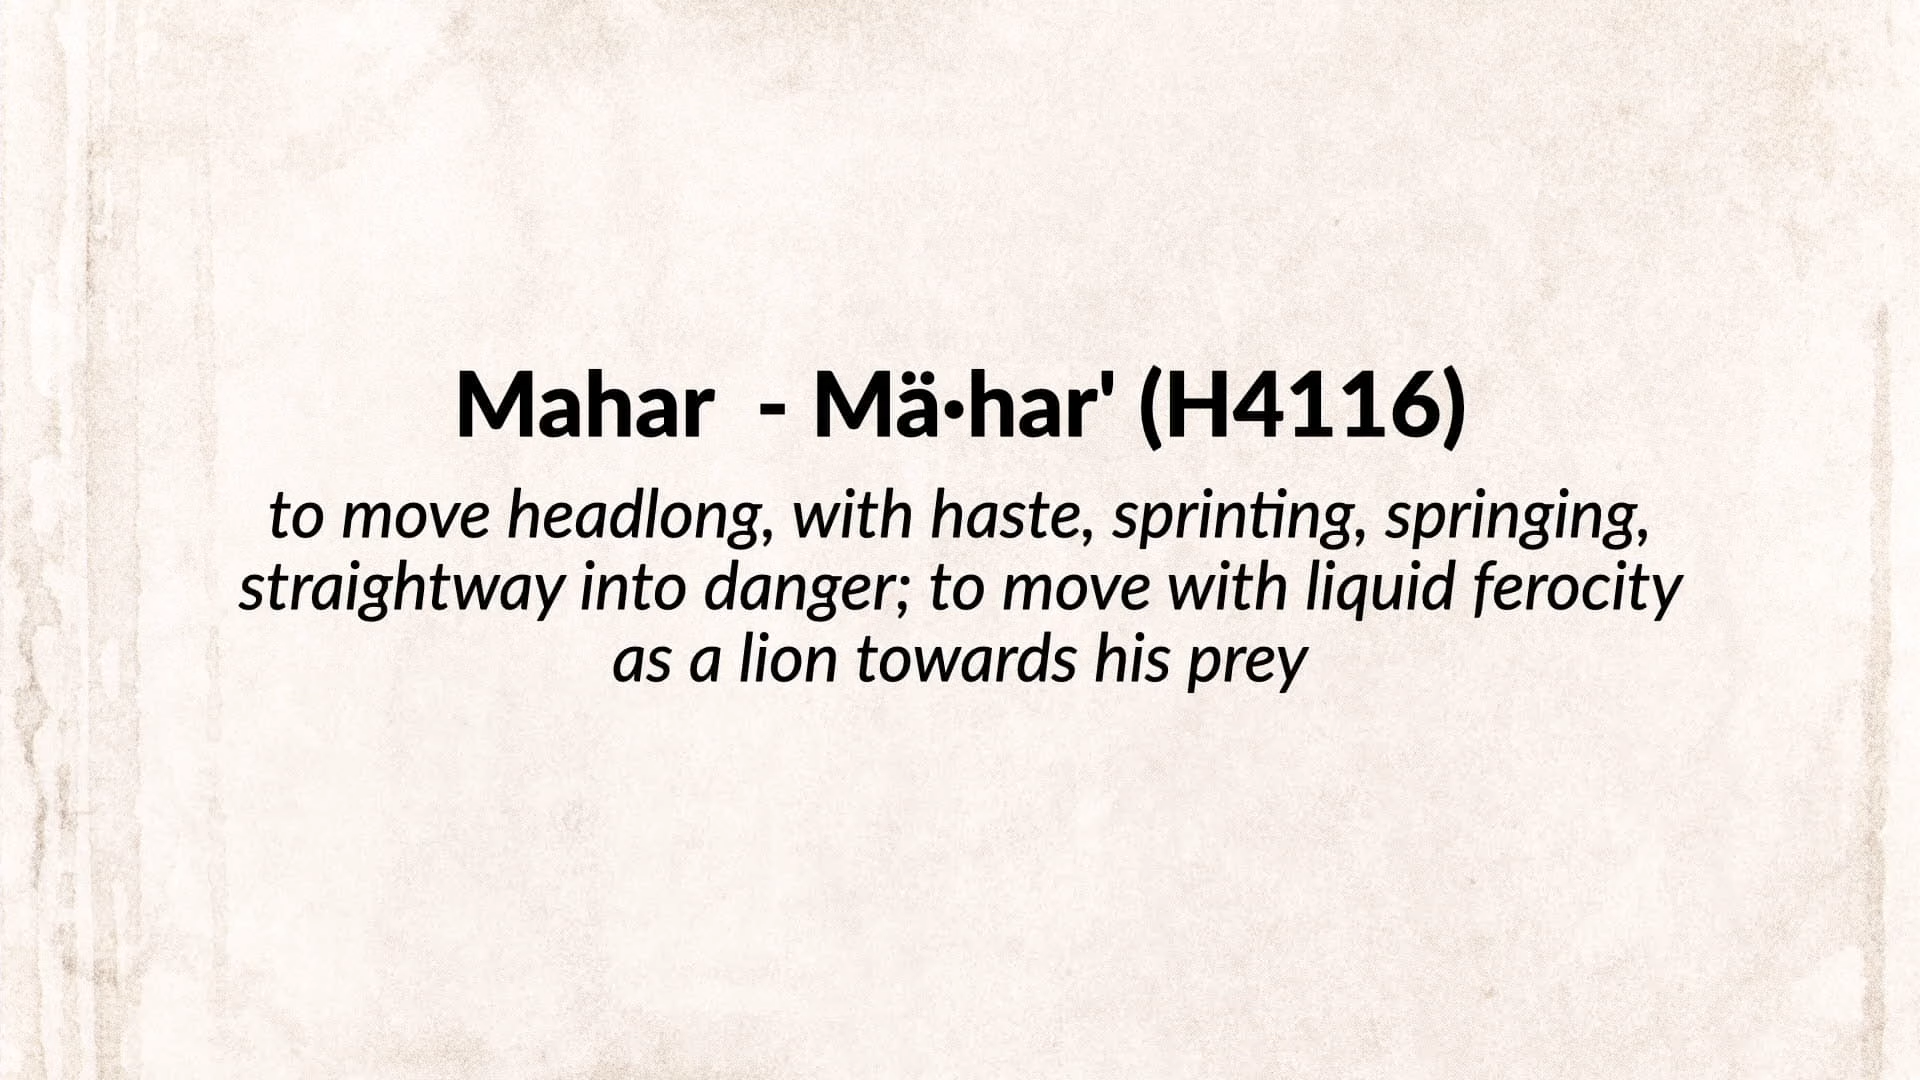 Mahar - Mä·har' (H4116)
to move headlong, with haste, sprinting, springing,
straightway into danger; to move with liquid ferocity
as a lion towards his prey